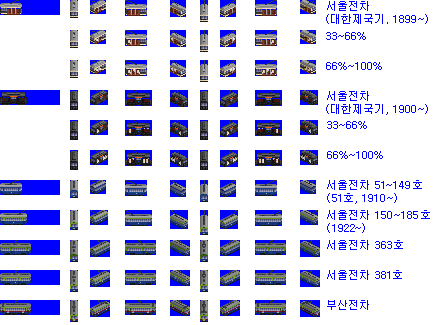 서울전차
(대한제국기, 1899~)
33~66%
66%~100%
서울전차
(대한제국기, 1900~)
33~66%
66%~100%
서울전차 51~149호
(51호, 1910~)
서울전차 150~185호
(1922~)
서울전차 363호
서울전차 381호
부산전차